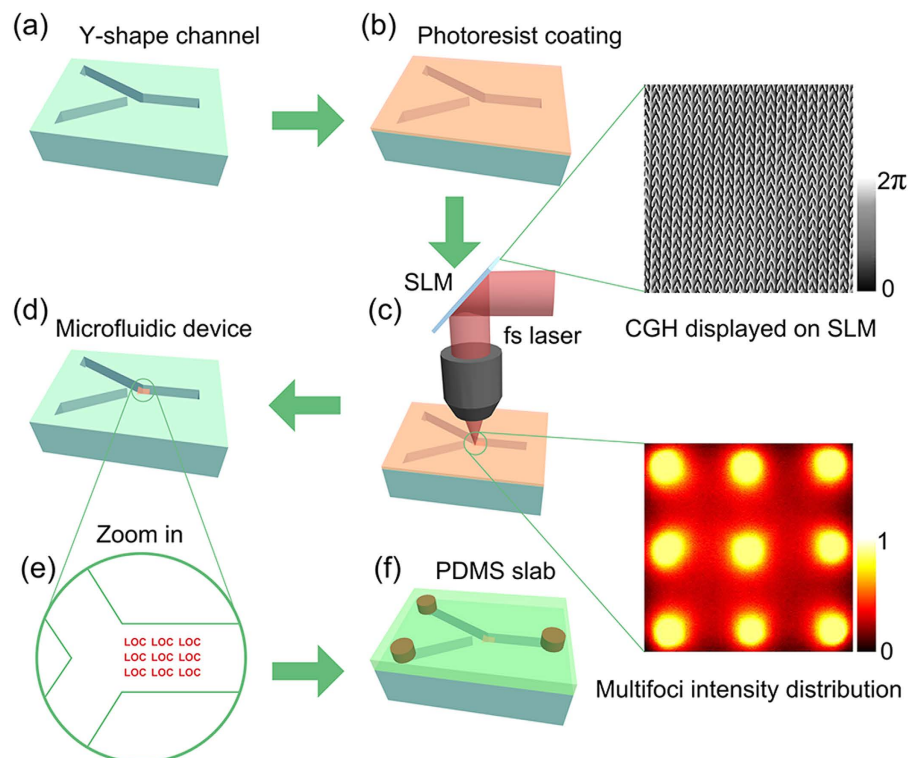 (a)
Y-shape channel
(b)
Photoresist coating
2π
0
CGH displayed on SLM
SLM
(c)
fs laser
(d)
Microfluidic device
Zoom in
(e)
LOC LOC LOC
LOC LOC LOC
LOC LOC LOC
(f)
PDMS slab
1
0
Multifoci intensity distribution